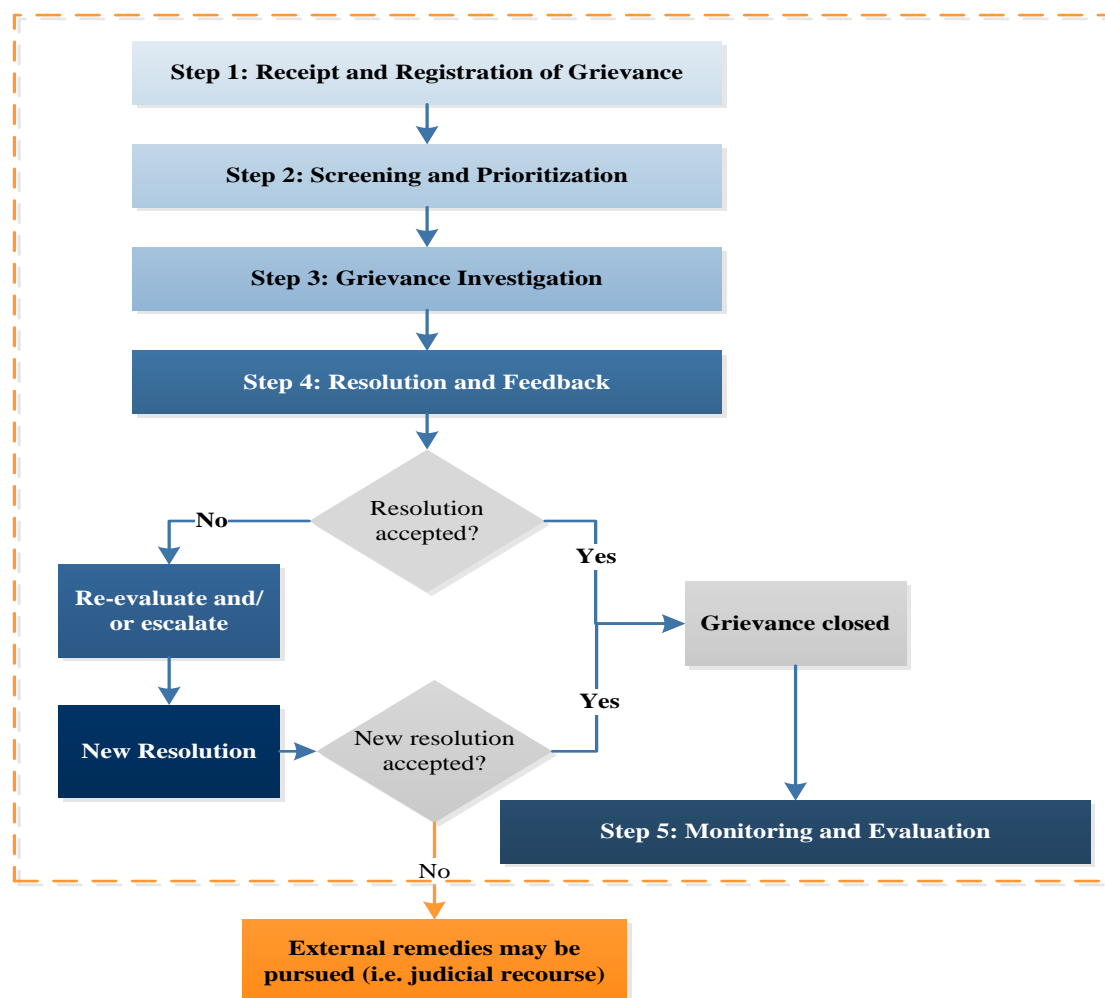 Step 1: Receipt and Registration of Grievance
Step 2: Screening and Prioritization
Step 3: Grievance Investigation
Step 4: Resolution and Feedback
Resolution
accepted?
No
Yes
Re-evaluate and/
or escalate
Grievance closed
Yes
New Resolution
New resolution
accepted?
Step 5: Monitoring and Evaluation
No
External remedies may be
pursued (i.e. judicial recourse)